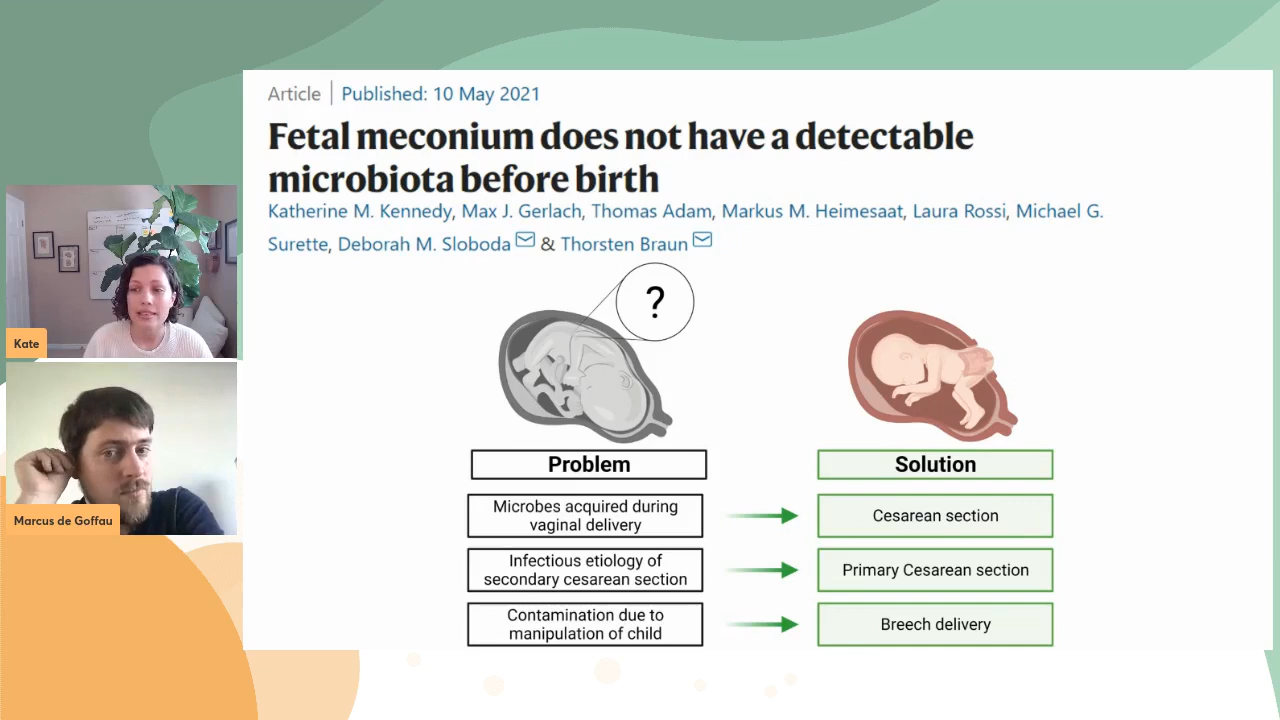 Article | Published: 10 May 2021
Fetal meconium does not have a detectable
microbiota before birth
Katherine M. Kennedy, Max J. Gerlach, Thomas Adam, Markus M. Heimesaat, Laura Rossi, Michael G.
Surette, Deborah M. Sloboda & Thorsten Braun
?
Problem
Solution
Microbes acquired during
vaginal delivery
Cesarean section
Infectious etiology of
secondary cesarean section
Primary Cesarean section
Contamination due to
manipulation of child
Breech delivery
Kate
Marcus de Goffau